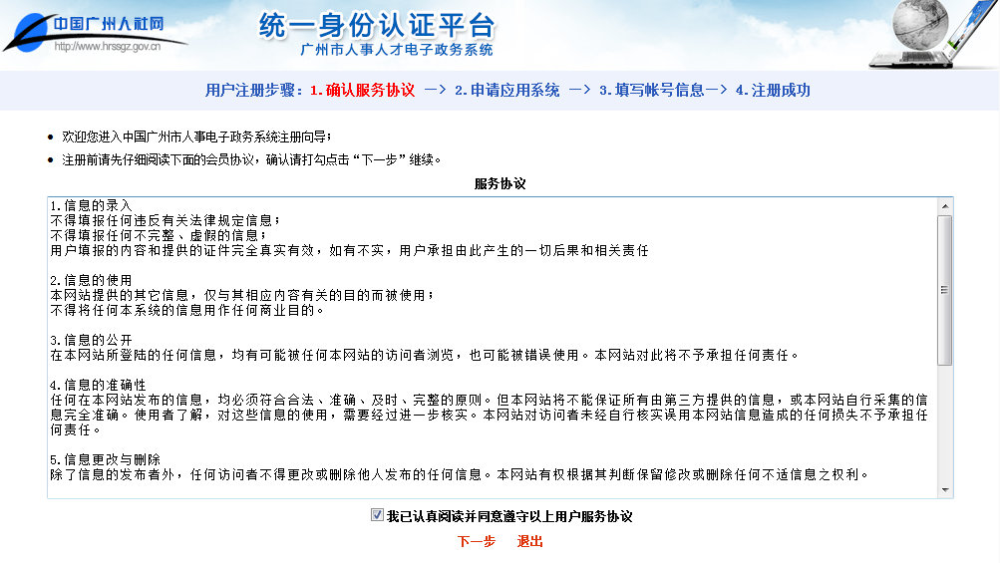 中国广州人社网
http://www.hrssgz.gov.cn
统一身份认证平台
广州市人事人才电子政务系统
用户注册步骤：1.确认服务协议 —> 2.申请应用系统 —> 3.填写帐号信息—> 4.注册成功
• 欢迎您进入中国广州市人事电子政务系统注册向导；
• 注册前请先仔细阅读下面的会员协议，确认请打勾点击“下一步”继续。
服务协议
1.信息的录入
不得填报任何违反有关法律规定信息；
不得填报任何不完整、虚假的信息；
用户填报的内容和提供的证件完全真实有效，如有不实，用户承担由此产生的一切后果和相关责任
2.信息的使用
本网站提供的其它信息，仅与其相应内容有关的目的而被使用；
不得将任何本系统的信息用作任何商业目的。
3.信息的公开
在本网站所登陆的任何信息，均有可能被任何本网站的访问者浏览，也可能被错误使用。本网站对此将不予承担任何责任。
4.信息的准确性
任何在本网站发布的信息，均必须符合合法、准确、及时、完整的原则。但本网站将不能保证所有由第三方提供的信息，或本网站自行采集的信
息完全准确。使用者了解，对这些信息的使用，需要经过进一步核实。本网站对访问者未经自行核实误用本网站信息造成的任何损失不予承担任
何责任。
5.信息更改与删除
除了信息的发布者外，任何访问者不得更改或删除他人发布的任何信息。本网站有权根据其判断保留修改或删除任何不适信息之权利。
我已认真阅读并同意遵守以上用户服务协议
下一步 退出